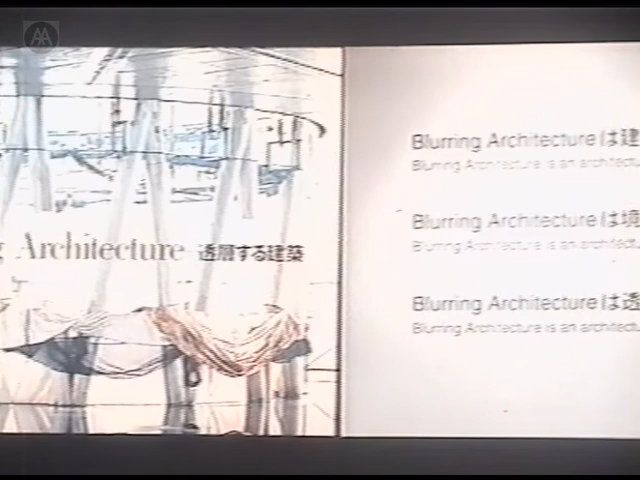 AA
g Architecture 透層する建築
Blurring Architectureは建
Blurring Architecture is an architectu
Blurring Architectureは境
Blurring Architecture is an architectu
Blurring Architectureは透
Blurring Architecture is an architectu